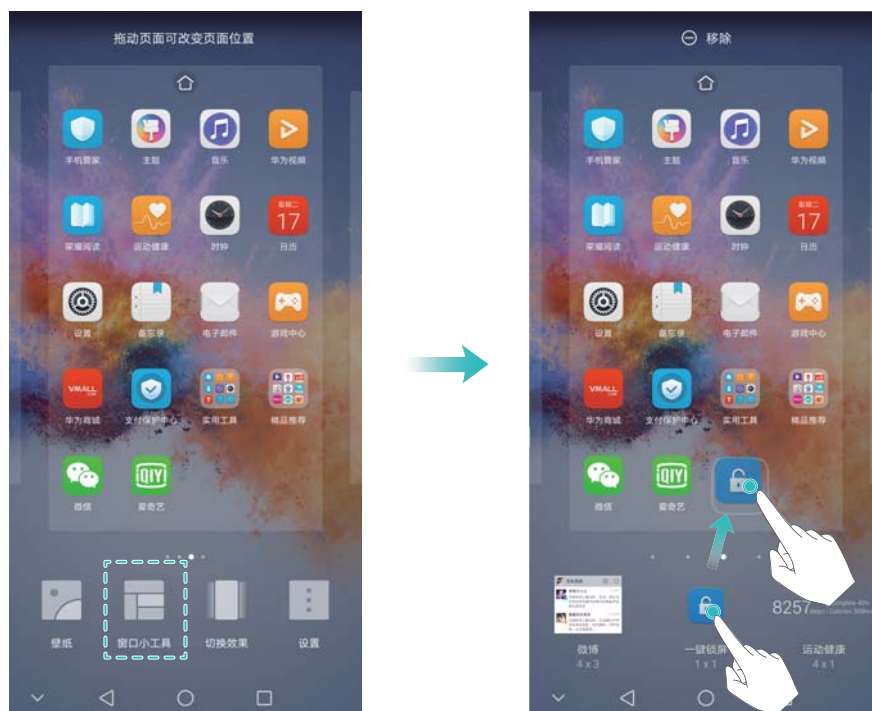 拖动页面可改变页面位置
手机管家 主题 音乐 华为视频
星期二
17
荣耀阅读 运动健康 时钟 日历
设置 备忘录 电子邮件 游戏中心
VMALL
.COM
华为商城 支付保护中心 实用工具 精品推荐
iQIYI
微信 爱奇艺
壁纸 窗口小工具 切换效果 设置
移除
手机管家 主题 音乐 华为视频
星期二
17
荣耀阅读 运动健康 时钟 日历
设置 备忘录 电子邮件 游戏中心
VMALL
.COM
华为商城 支付保护中心 实用工具 精品推荐
iQIYI
微信 爱奇艺
8257
微博 一键锁屏 运动健康
4 x 3 1 x 1 4 x 1